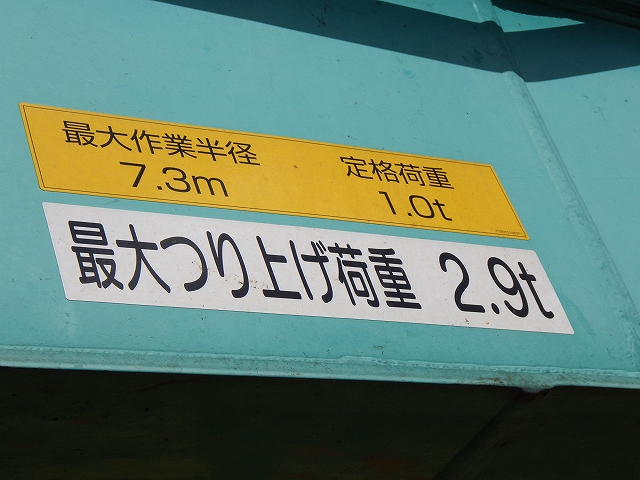 最大作業半径 定格荷重
7.3m 1.0t
最大つり上げ荷重 2.9t